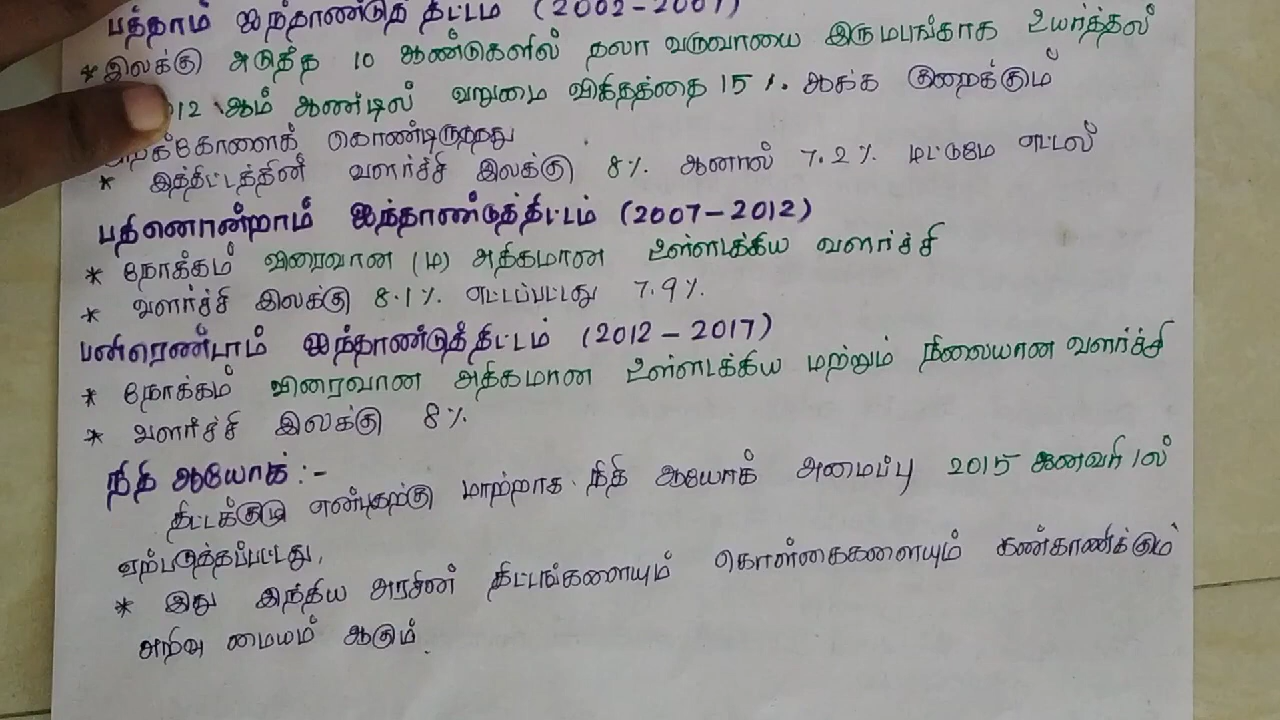 பத்தாம் ஐந்தாண்டுத் திட்டம் (2002-2007)
* இலக்கு அடுத்த 10 ஆண்டுகளில் தலா வருவாயை இருமடங்காக உயர்த்தல்
12 ஆம் ஆண்டில் வறுமை விகிதத்தை 15%. ஆக்க குறைக்கும்
கொண்டிருந்தது
* இத்திட்டத்தின் வளர்ச்சி இலக்கு 8%. ஆனால் 7.2% மட்டுமே எட்டல்
பதினொன்றாம் ஐந்தாண்டுத்திட்டம் (2007-2012)
* நோக்கம் விரைவான (ம) அதிகமான உள்ளடக்கிய வளர்ச்சி
* வளர்ச்சி இலக்கு 8.1%. எட்டப்பட்டது 7.9%.
பனிரெண்டாம் ஐந்தாண்டுத்திட்டம் (2012-2017)
* நோக்கம் விரைவான அதிகமான உள்ளடக்கிய மற்றும் நிலையான வளர்ச்சி
* வளர்ச்சி இலக்கு 8%
நிதி ஆயோக் :-
திட்டக்குழு என்பதற்கு மாற்றாக நிதி ஆயோக் அமைப்பு 2015 ஜனவரி 1ல்
ஏற்படுத்தப்பட்டது.
* இது இந்திய அரசின் திட்டங்களையும் கொள்கைகளையும் கண்காணிக்கும்
அறிவு மையம் ஆகும்.